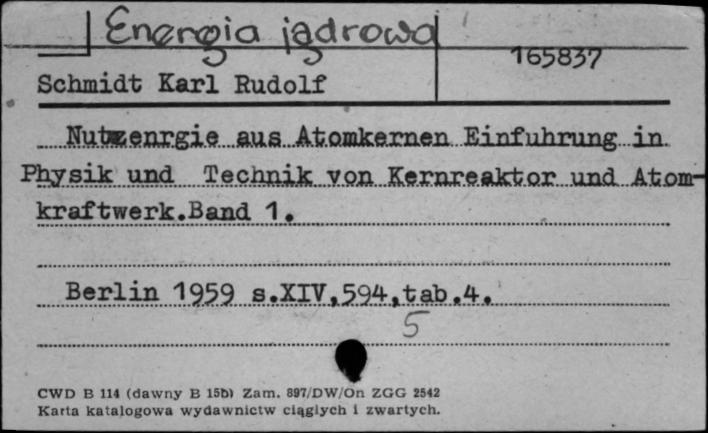 Energia jądrowa
165837
Schmidt Karl Rudolf
Nutzenrgie aus Atomkernen Einfuhrung in
Physik und Technik von Kernreaktor und Atom-
kraftwerk.Band 1.
Berlin 1959 s.XIV,594,tab.4.
5
CWD B 114 (dawny B 15b) Zam. 897/DW/On ZGG 2542
Karta katalogowa wydawnictw ciągłych i zwartych.